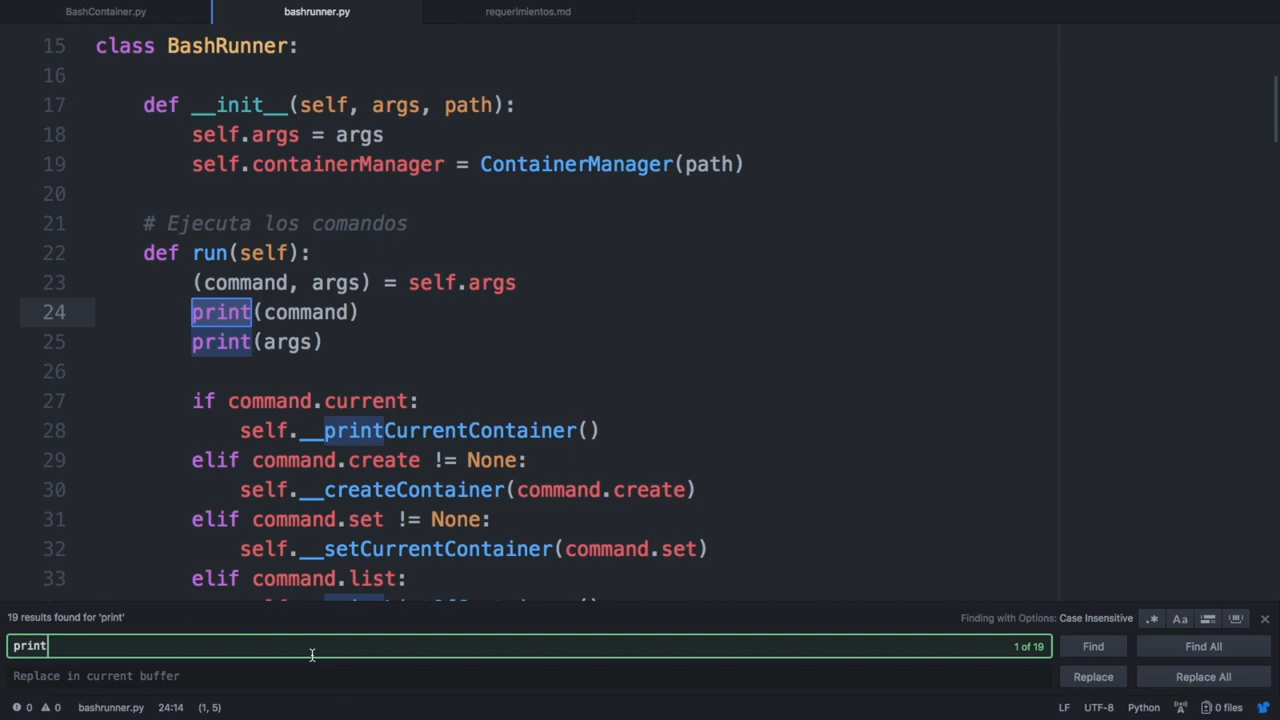 BashContainer.py bashrunner.py requerimientos.md
15 class BashRunner:
16
17 def __init__(self, args, path):
18 self.args = args
19 self.containerManager = ContainerManager(path)
20
21 # Ejecuta los comandos
22 def run(self):
23 (command, args) = self.args
24 print(command)
25 print(args)
26
27 if command.current:
28 self.__printCurrentContainer()
29 elif command.create != None:
30 self.__createContainer(command.create)
31 elif command.set != None:
32 self.__setCurrentContainer(command.set)
33 elif command.list:
19 results found for 'print' Finding with Options: Case Insensitive .* Aa
print 1 of 19 Find Find All
Replace in current buffer Replace Replace All
0 0 bashrunner.py 24:14 (1, 5) LF UTF-8 Python 0 files